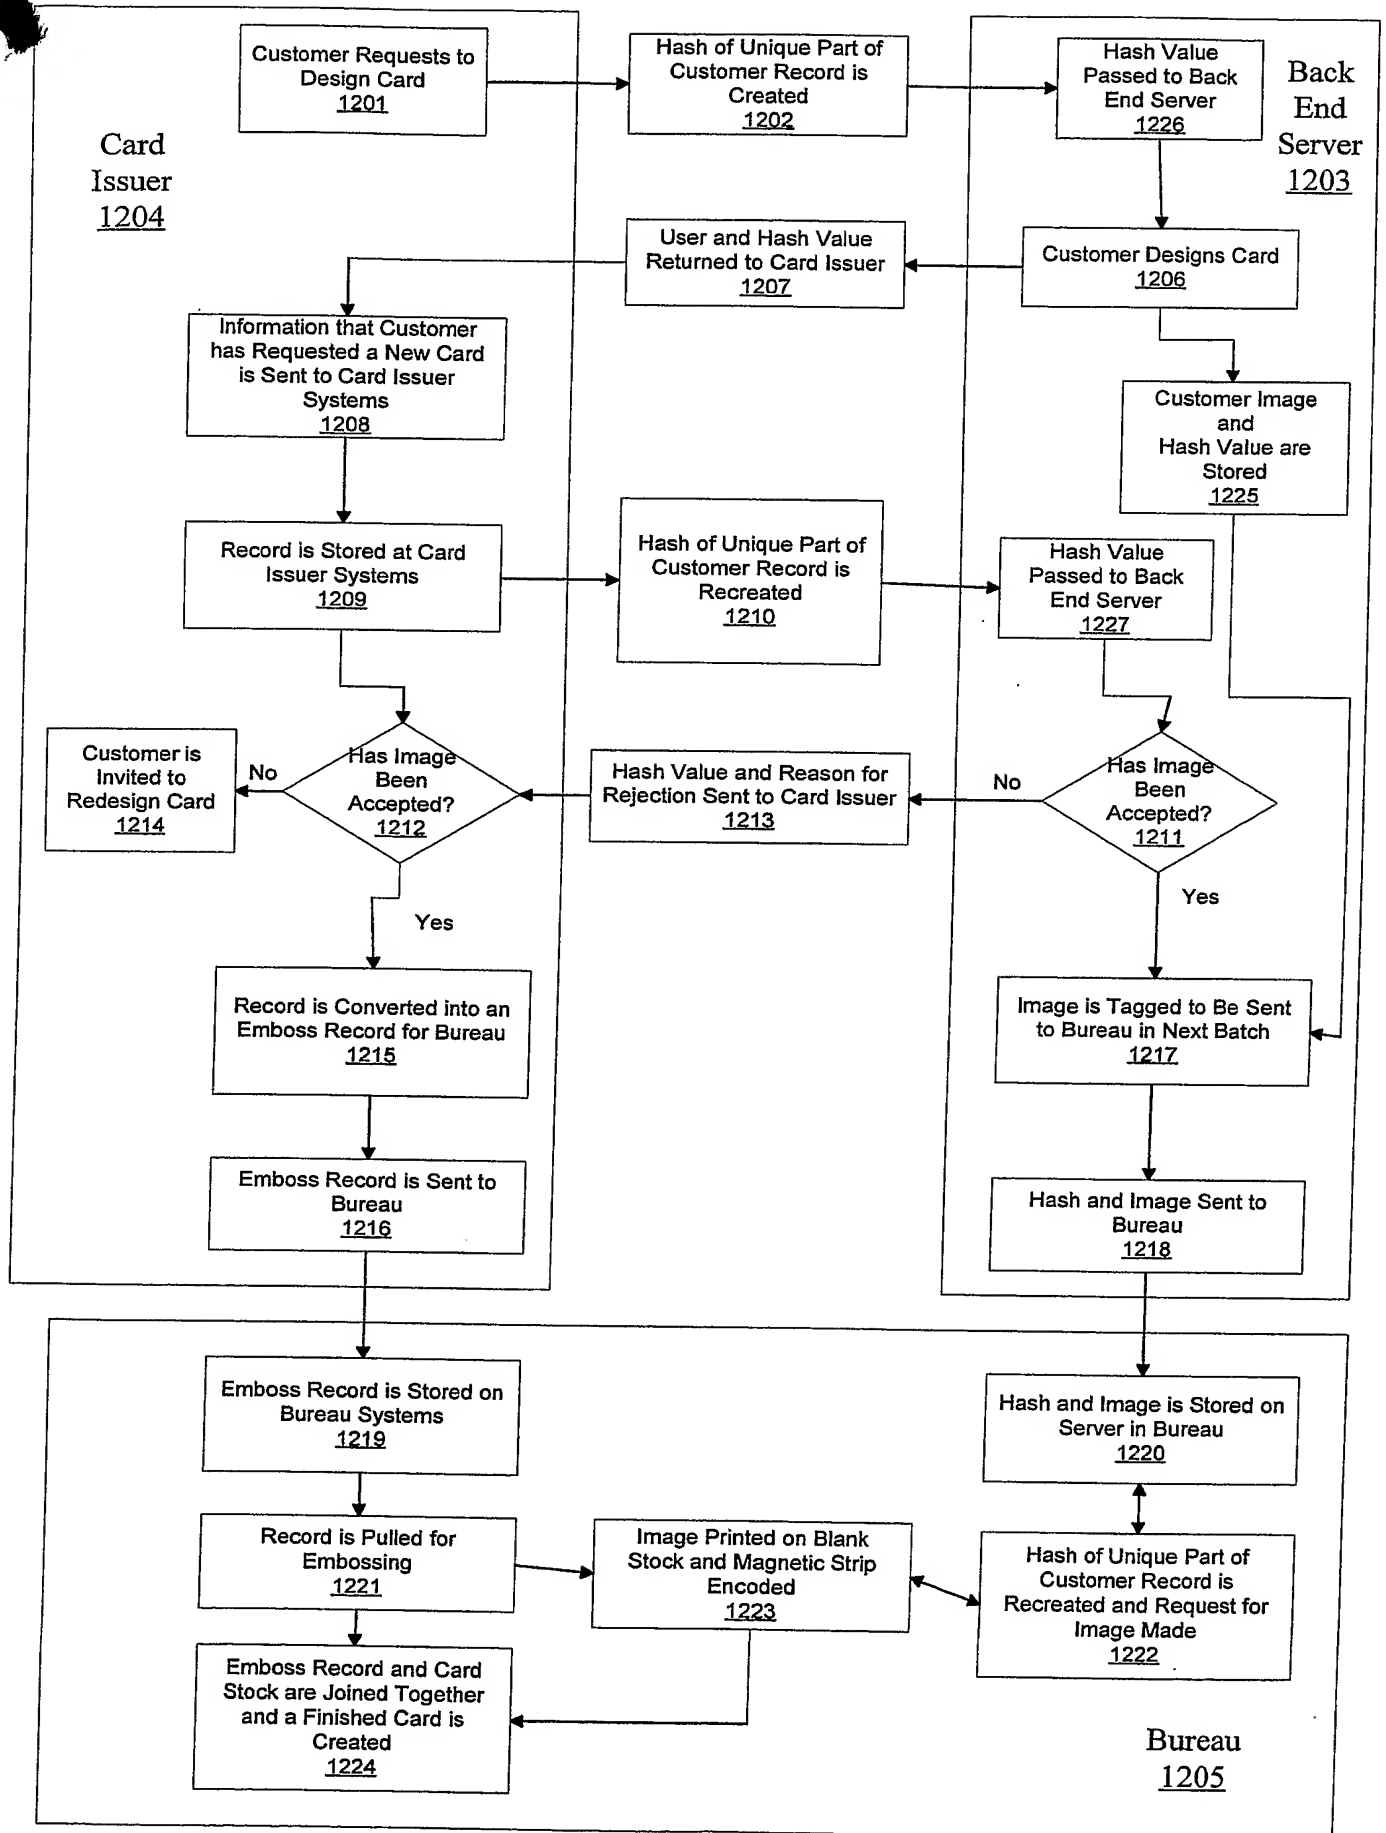 Customer Requests to
Design Card
1201
Hash of Unique Part of
Customer Record is
Created
1202
Hash Value
Passed to Back
End Server
1226
Back
End
Server
1203
Card
Issuer
1204
User and Hash Value
Returned to Card Issuer
1207
Customer Designs Card
1206
Information that Customer
has Requested a New Card
is Sent to Card Issuer
Systems
1208
Customer Image
and
Hash Value are
Stored
1225
Record is Stored at Card
Issuer Systems
1209
Hash of Unique Part of
Customer Record is
Recreated
1210
Hash Value
Passed to Back
End Server
1227
Customer is
Invited to
Redesign Card
1214
No
Has Image
Been
Accepted?
1212
Hash Value and Reason for
Rejection Sent to Card Issuer
1213
No
Has Image
Been
Accepted?
1211
Yes
Yes
Record is Converted into an
Emboss Record for Bureau
1215
Image is Tagged to Be Sent
to Bureau in Next Batch
1217
Emboss Record is Sent to
Bureau
1216
Hash and Image Sent to
Bureau
1218
Emboss Record is Stored on
Bureau Systems
1219
Hash and Image is Stored on
Server in Bureau
1220
Record is Pulled for
Embossing
1221
Image Printed on Blank
Stock and Magnetic Strip
Encoded
1223
Hash of Unique Part of
Customer Record is
Recreated and Request for
Image Made
1222
Emboss Record and Card
Stock are Joined Together
and a Finished Card is
Created
1224
Bureau
1205